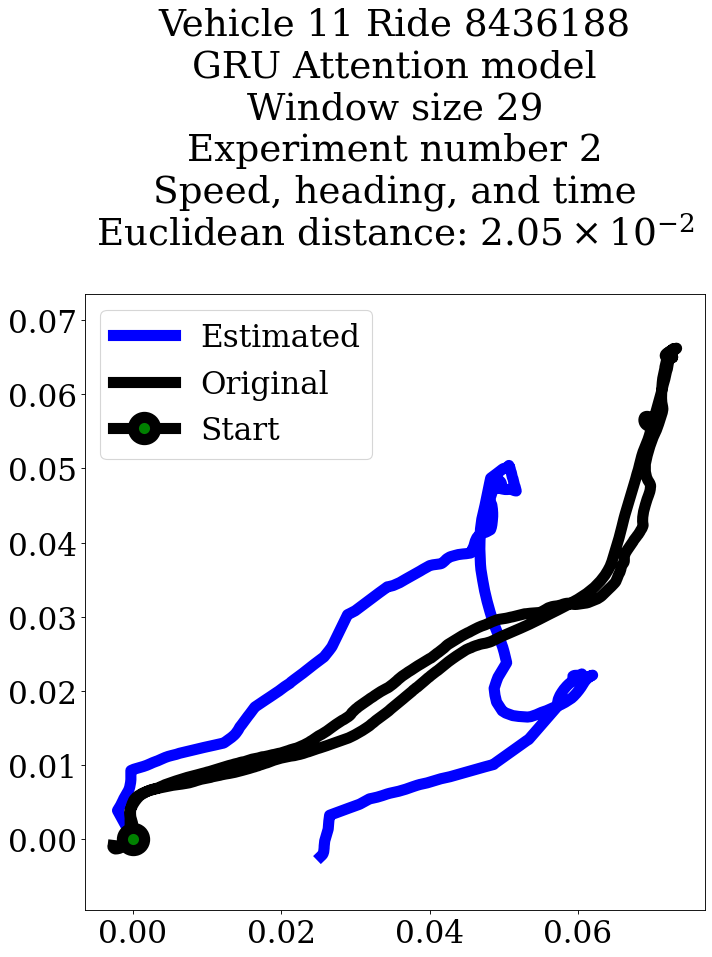 Vehicle 11 Ride 8436188
GRU Attention model
Window size 29
Experiment number 2
Speed, heading, and time
Euclidean distance: 2.05 × 10⁻²
Estimated
Original
Start
0.07
0.06
0.05
0.04
0.03
0.02
0.01
0.00
0.00 0.02 0.04 0.06